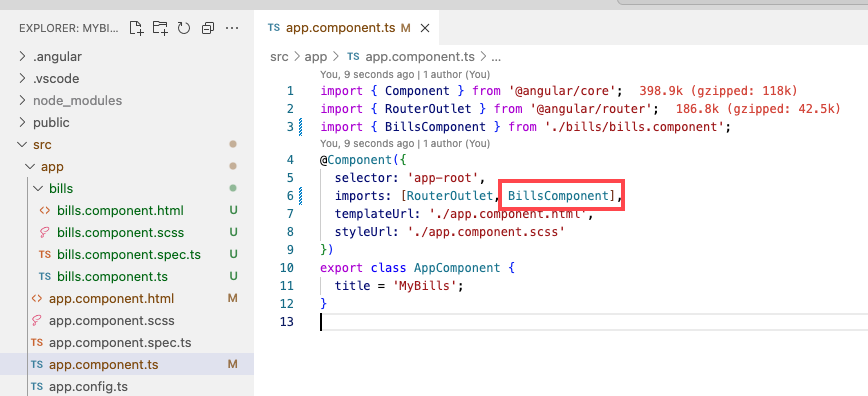 EXPLORER: MYBI...
.angular
.vscode
node_modules
public
src
app
bills
bills.component.html U
bills.component.scss U
bills.component.spec.ts U
TS bills.component.ts U
app.component.html M
app.component.scss
TS app.component.spec.ts
TS app.component.ts M
TS app.config.ts
TS app.component.ts M
src > app > TS app.component.ts > ...
You, 9 seconds ago | 1 author (You)
1 import { Component } from '@angular/core'; 398.9k (gzipped: 118k)
2 import { RouterOutlet } from '@angular/router'; 186.8k (gzipped: 42.5k)
3 import { BillsComponent } from './bills/bills.component';
You, 9 seconds ago | 1 author (You)
4 @Component({
5 selector: 'app-root',
6 imports: [RouterOutlet, BillsComponent],
7 templateUrl: './app.component.html',
8 styleUrl: './app.component.scss'
9 })
10 export class AppComponent {
11 title = 'MyBills';
12 }
13